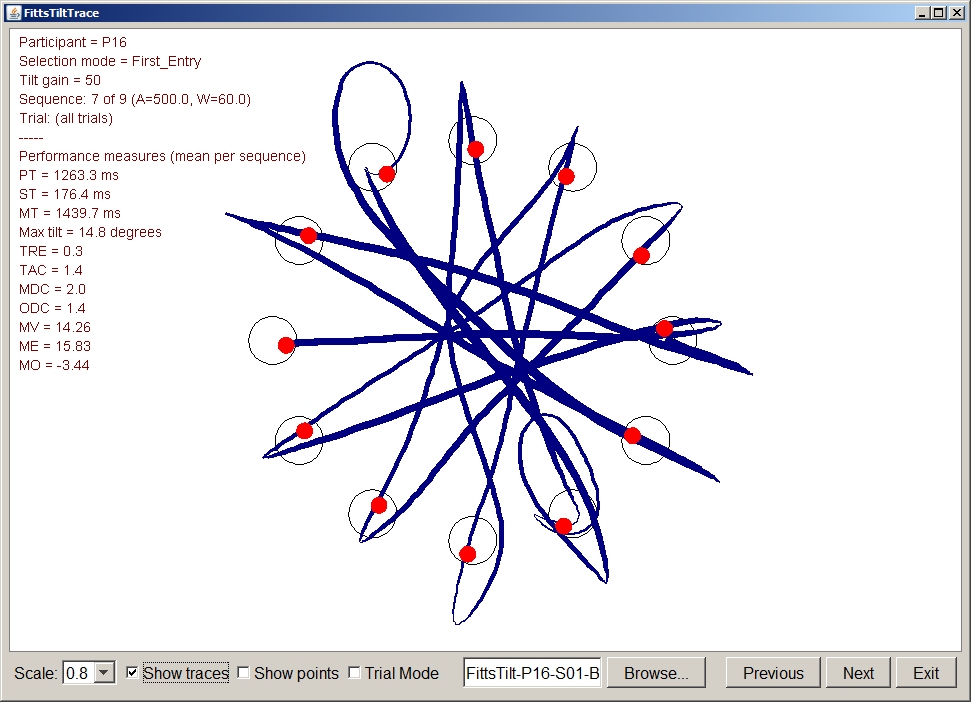 FittsTiltTrace
Participant = P16
Selection mode = First_Entry
Tilt gain = 50
Sequence: 7 of 9 (A=500.0, W=60.0)
Trial: (all trials)
-----
Performance measures (mean per sequence)
PT = 1263.3 ms
ST = 176.4 ms
MT = 1439.7 ms
Max tilt = 14.8 degrees
TRE = 0.3
TAC = 1.4
MDC = 2.0
ODC = 1.4
MV = 14.26
ME = 15.83
MO = -3.44
Scale: 0.8 Show traces Show points Trial Mode FittsTilt-P16-S01-B Browse... Previous Next Exit